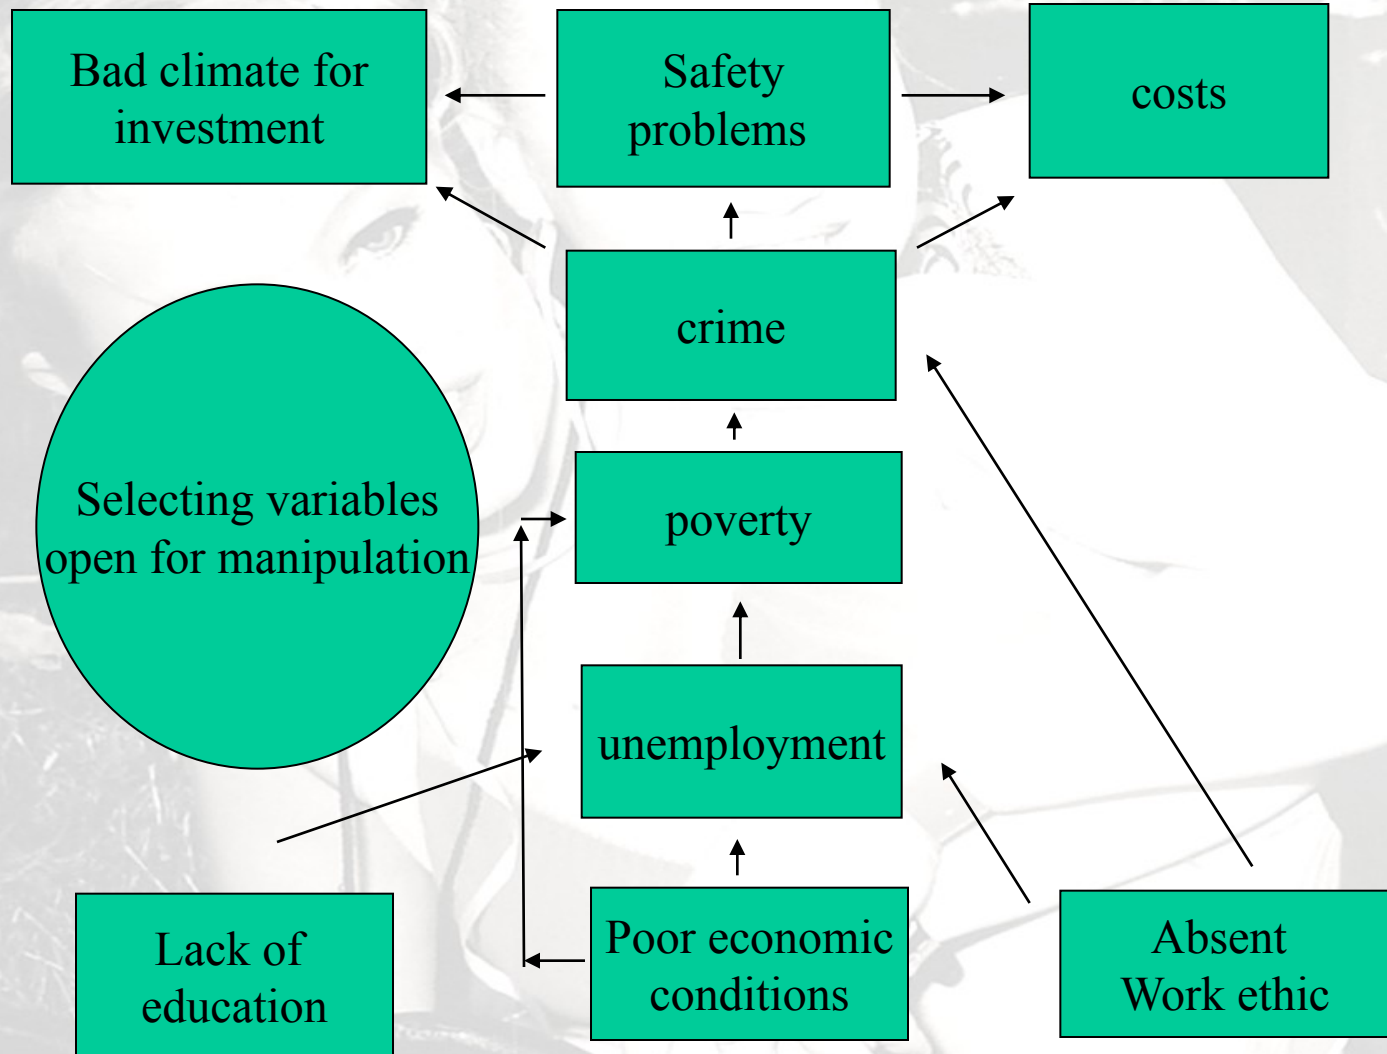 Bad climate for
investment
Safety
problems
costs
crime
Selecting variables
open for manipulation
poverty
unemployment
Lack of
education
Poor economic
conditions
Absent
Work ethic